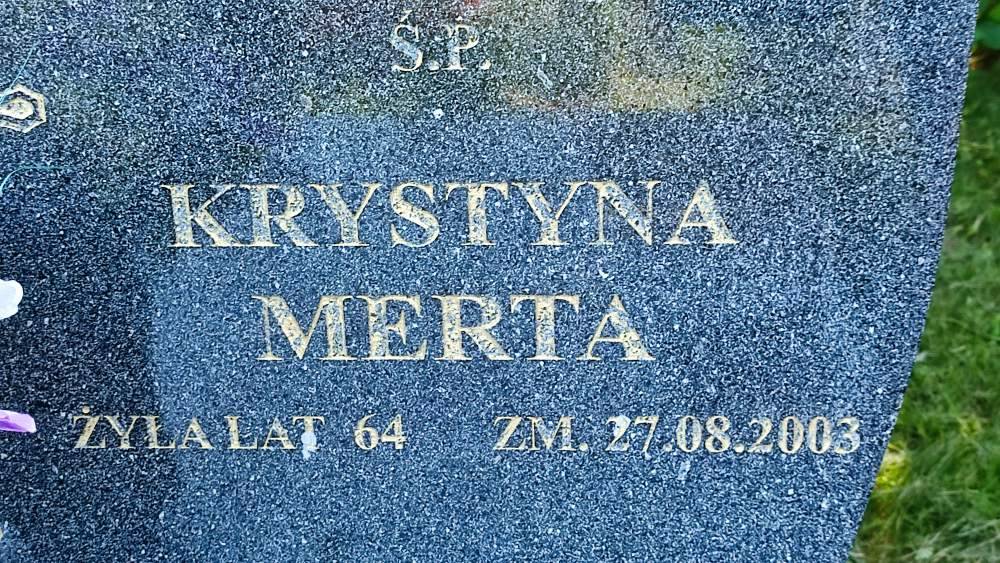 Ś.P.
KRYSTYNA
MERTA
ŻYŁA LAT 64 ZM. 27.08.2003